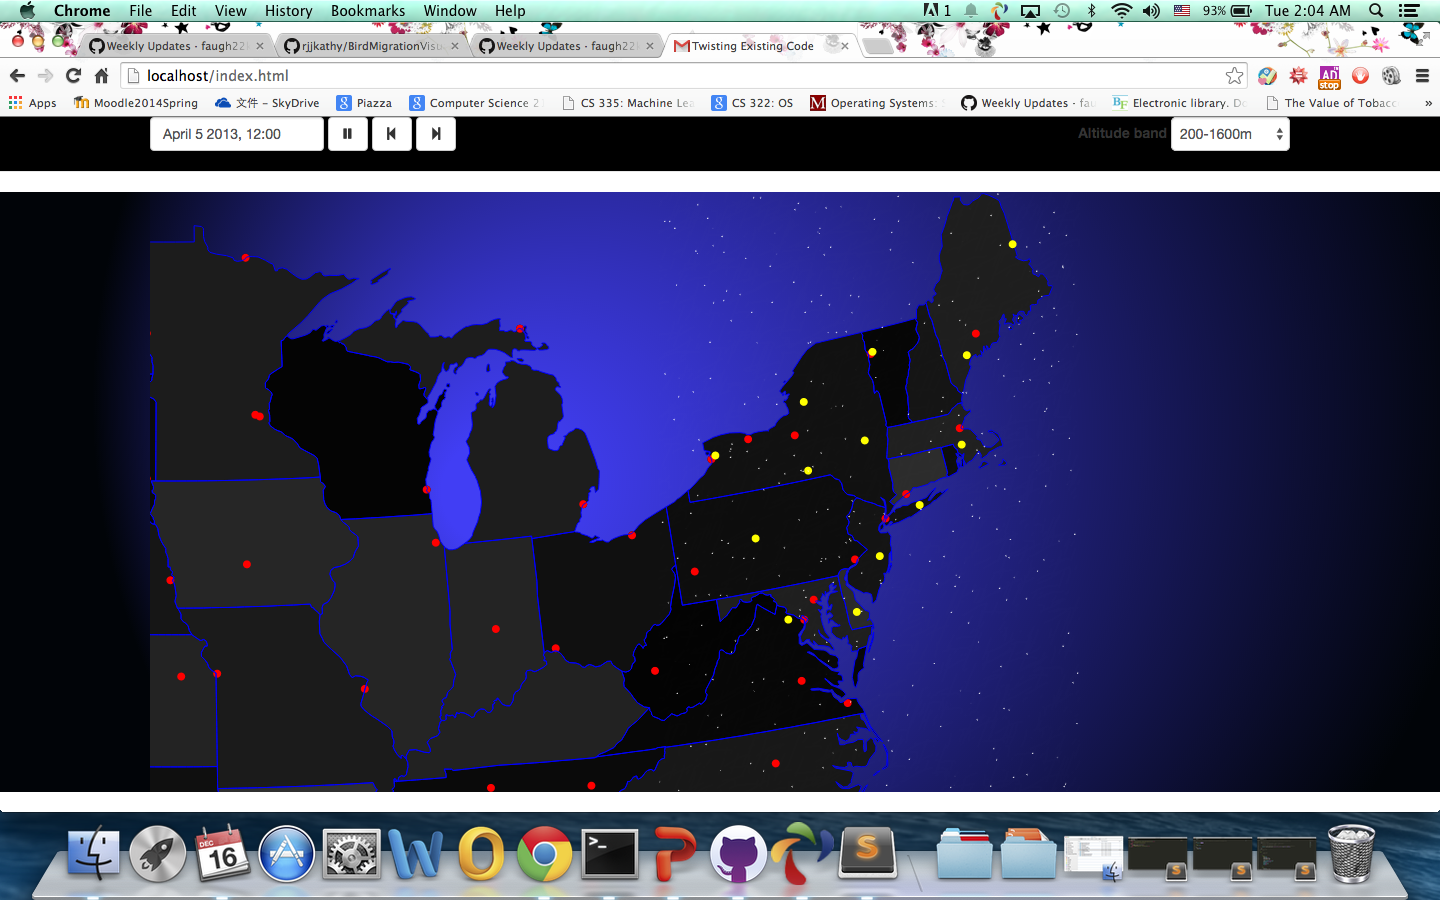 Chrome File Edit View History Bookmarks Window Help 1 93% Tue 2:04 AM
Weekly Updates · faugh22 rjjkathy/BirdMigrationVisu Weekly Updates · faugh22 Twisting Existing Code
localhost/index.html
Apps Moodle2014Spring 文件 – SkyDrive Piazza Computer Science 2 CS 335: Machine Lea CS 322: OS Operating Systems: Weekly Updates · fau Electronic library. Do The Value of Tobacc »
April 5 2013, 12:00 Altitude band 200-1600m
DEC
16